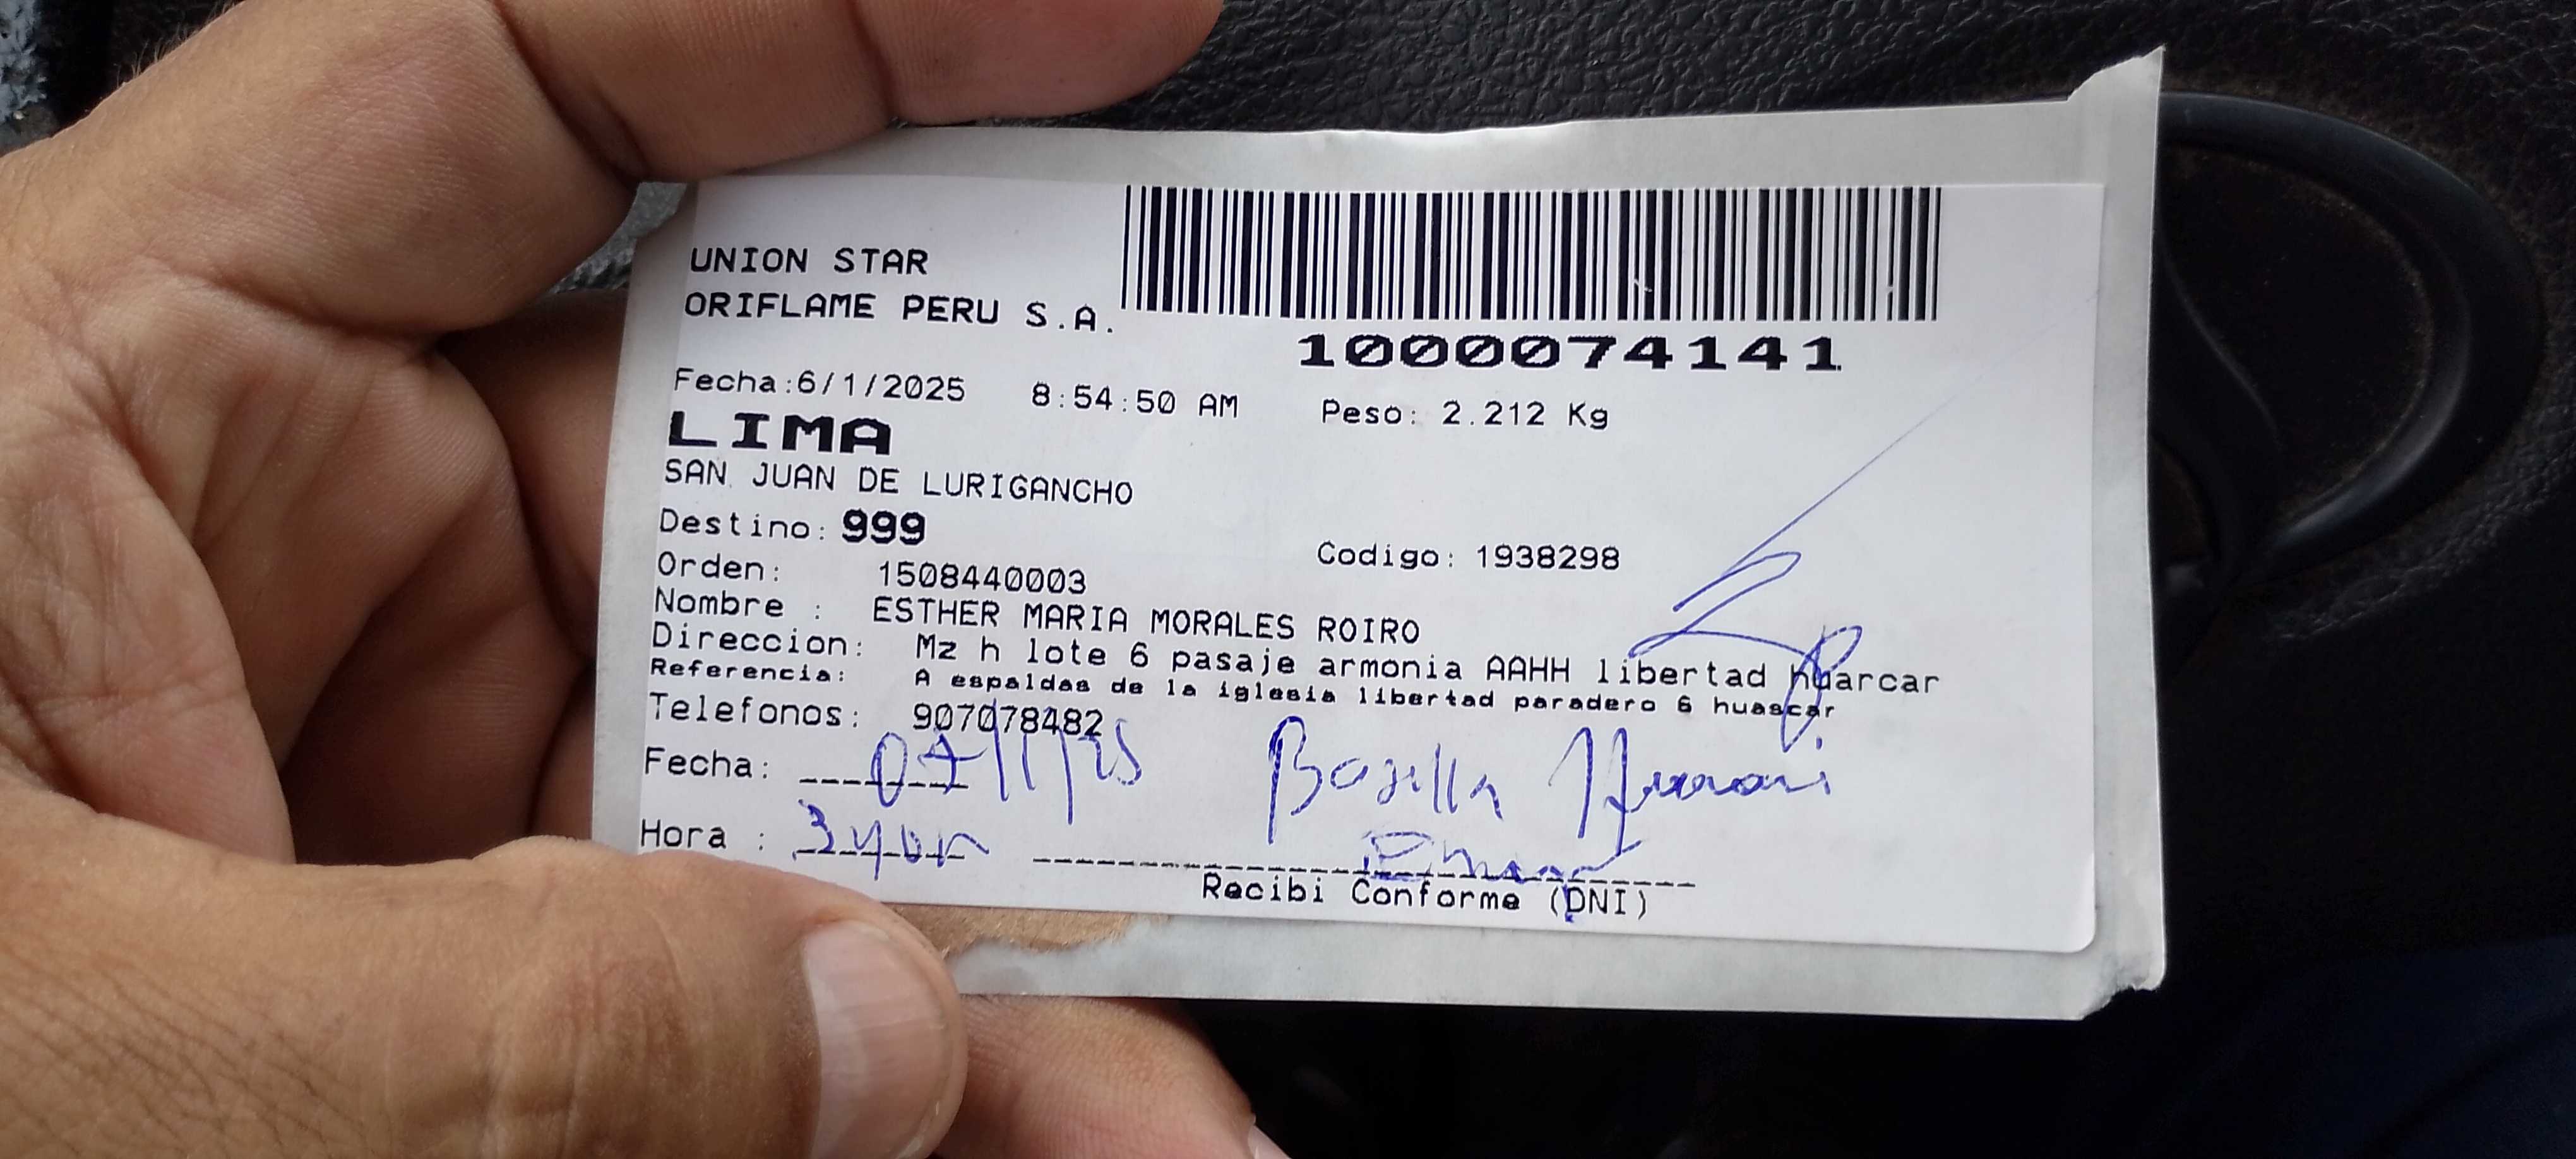 UNION STAR
ORIFLAME PERU S.A.
1000074141
Fecha:6/1/2025 8:54:50 AM Peso: 2.212 Kg
LIMA
SAN JUAN DE LURIGANCHO
Destino: 999
Codigo: 1938298
Orden: 1508440003
Nombre : ESTHER MARIA MORALES ROIRO
Direccion: Mz h lote 6 pasaje armonia AAHH libertad huarcar
Referencia: A espaldas de la iglesia libertad paradero 6 huascar
Telefonos: 907078482
Fecha:
Hora :
Recibi Conforme (DNI)